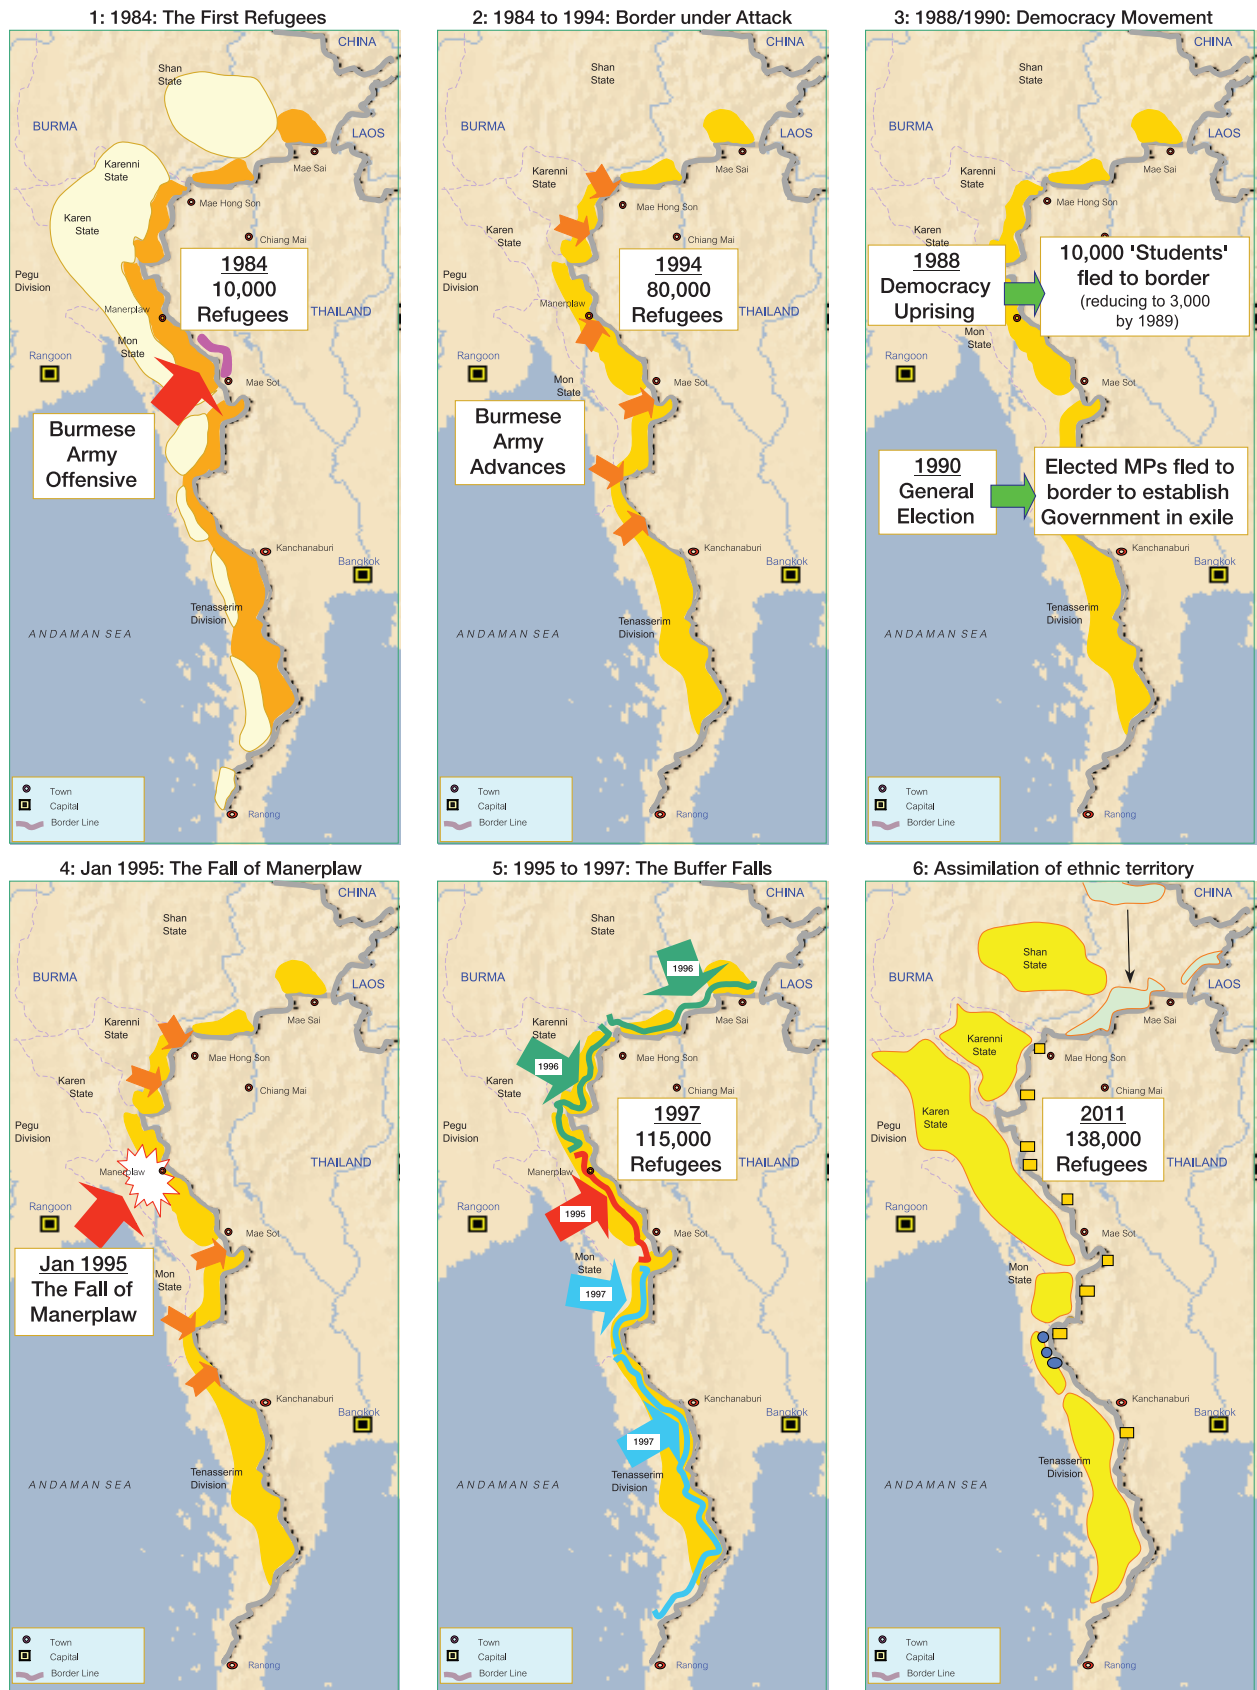 1: 1984: The First Refugees
CHINA
Shan
State
BURMA
LAOS
Karenni
State
Mae Sai
Mae Hong Son
Karen
State
Chiang Mai
Pegu
Division
1984
10,000
Refugees
Manerplaw
THAILAND
Mon
State
Rangoon
Mae Sot
Burmese
Army
Offensive
Kanchanaburi
Bangkok
Tenasserim
Division
ANDAMAN SEA
Town
Capital
Border Line
Ranong
2: 1984 to 1994: Border under Attack
CHINA
Shan
State
BURMA
LAOS
Karenni
State
Mae Sai
Mae Hong Son
Karen
State
Chiang Mai
Pegu
Division
1994
80,000
Refugees
Manerplaw
THAILAND
Rangoon
Mon
State
Mae Sot
Burmese
Army
Advances
Kanchanaburi
Bangkok
Tenasserim
Division
ANDAMAN SEA
Town
Capital
Border Line
Ranong
3: 1988/1990: Democracy Movement
CHINA
Shan
State
BURMA
LAOS
Karenni
State
Mae Sai
Mae Hong Son
Karen
State
Pegu
Division
1988
Democracy
Uprising
10,000 'Students'
fled to border
(reducing to 3,000
by 1989)
THAILAND
Mon
State
Rangoon
Mae Sot
1990
General
Election
Elected MPs fled to
border to establish
Government in exile
Kanchanaburi
Bangkok
Tenasserim
Division
ANDAMAN SEA
Town
Capital
Border Line
Ranong
4: Jan 1995: The Fall of Manerplaw
CHINA
Shan
State
BURMA
LAOS
Karenni
State
Mae Sai
Mae Hong Son
Karen
State
Chiang Mai
Pegu
Division
Manerplaw
THAILAND
Rangoon
Mae Sot
Jan 1995
The Fall of
Manerplaw
Mon
State
Kanchanaburi
Bangkok
Tenasserim
Division
ANDAMAN SEA
Town
Capital
Border Line
Ranong
5: 1995 to 1997: The Buffer Falls
CHINA
Shan
State
1996
BURMA
LAOS
Karenni
State
Mae Sai
Mae Hong Son
1996
Karen
State
Chiang Mai
Pegu
Division
1997
115,000
Refugees
Manerplaw
THAILAND
Rangoon
1995
Mae Sot
Mon
State
1997
Kanchanaburi
Bangkok
1997
Tenasserim
Division
ANDAMAN SEA
Town
Capital
Border Line
Ranong
6: Assimilation of ethnic territory
CHINA
Shan
State
BURMA
LAOS
Mae Sai
Karenni
State
Mae Hong Son
Chiang Mai
Karen
State
Pegu
Division
2011
138,000
Refugees
THAILAND
Rangoon
Mae Sot
Mon
State
Kanchanaburi
Bangkok
Tenasserim
Division
ANDAMAN SEA
Town
Capital
Border Line
Ranong